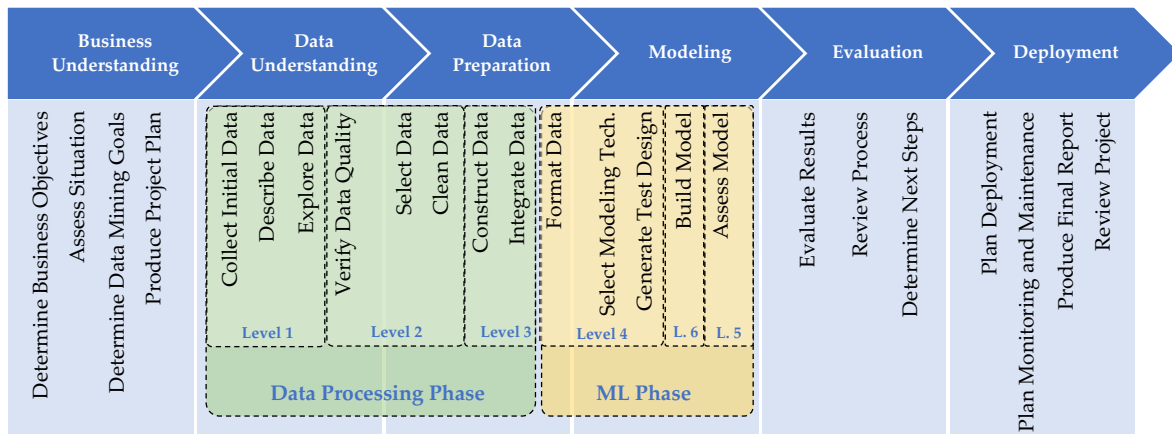 Business
Understanding
Data
Understanding
Data
Preparation
Modeling
Evaluation
Deployment
Determine Business Objectives
Assess Situation
Determine Data Mining Goals
Produce Project Plan
Collect Initial Data
Describe Data
Explore Data
Verify Data Quality
Select Data
Clean Data
Construct Data
Integrate Data
Format Data
Select Modeling Tech.
Generate Test Design
Build Model
Assess Model
Evaluate Results
Review Process
Determine Next Steps
Plan Deployment
Plan Monitoring and Maintenance
Produce Final Report
Review Project
Level 1
Level 2
Level 3
Level 4
L. 6
L. 5
Data Processing Phase
ML Phase